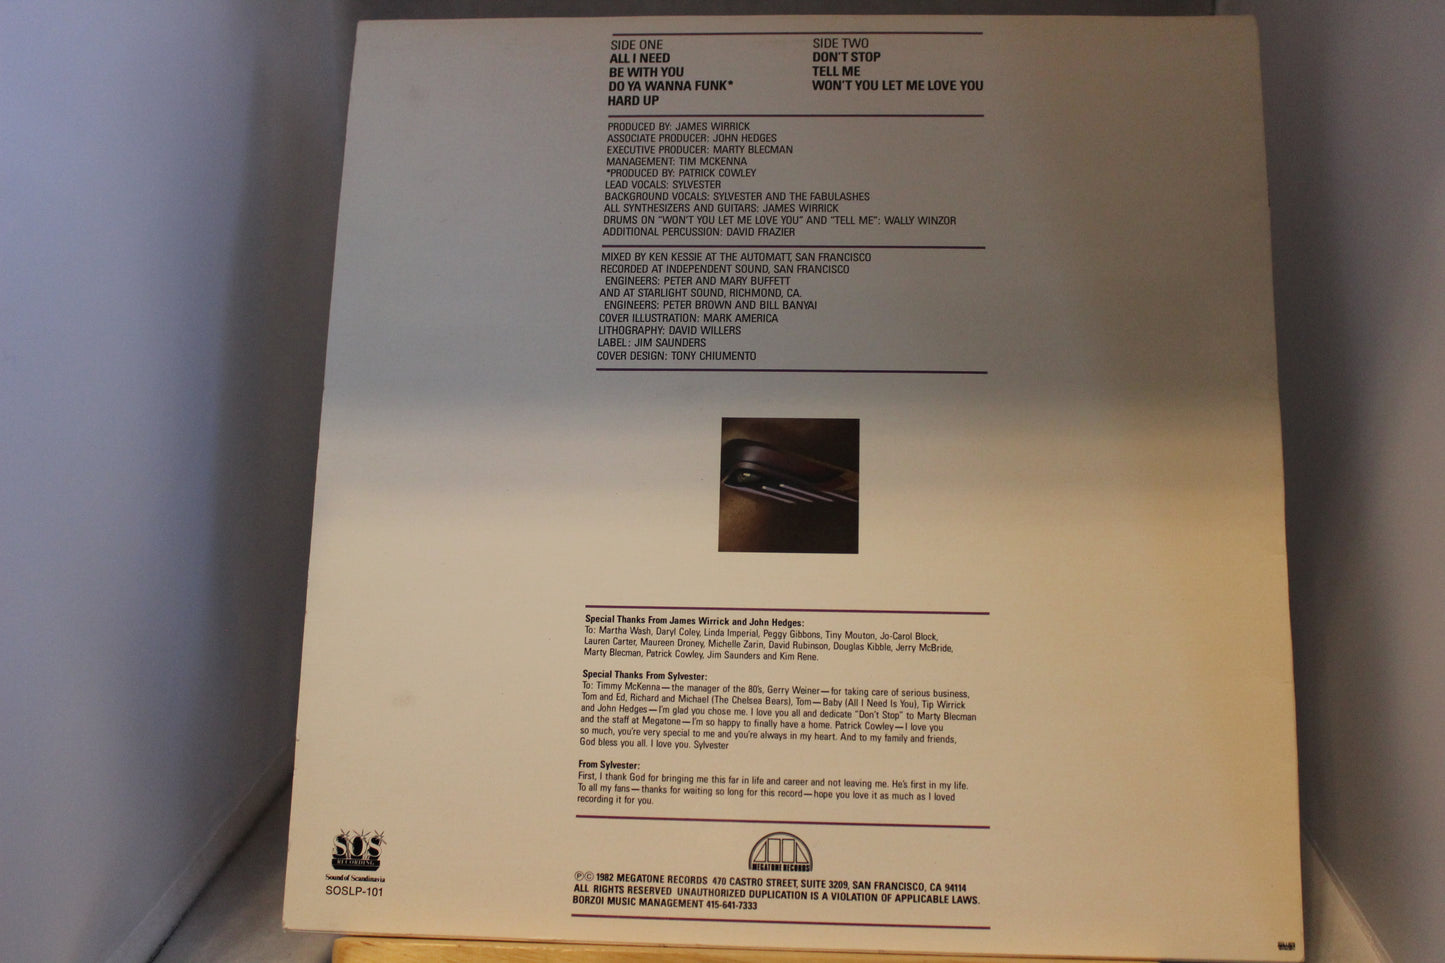 SIDE ONE
ALL I NEED
BE WITH YOU
DO YA WANNA FUNK*
HARD UP
SIDE TWO
DON'T STOP
TELL ME
WON'T YOU LET ME LOVE YOU
PRODUCED BY: JAMES WIRRICK
ASSOCIATE PRODUCER: JOHN HEDGES
EXECUTIVE PRODUCER: MARTY BLECMAN
MANAGEMENT: TIM MCKENNA
*PRODUCED BY: PATRICK COWLEY
LEAD VOCALS: SYLVESTER
BACKGROUND VOCALS: SYLVESTER AND THE FABULASHES
ALL SYNTHESIZERS AND GUITARS: JAMES WIRRICK
DRUMS ON "WON'T YOU LET ME LOVE YOU" AND "TELL ME": WALLY WINZOR
ADDITIONAL PERCUSSION: DAVID FRAZIER
MIXED BY KEN KESSIE AT THE AUTOMATT, SAN FRANCISCO
RECORDED AT INDEPENDENT SOUND, SAN FRANCISCO
ENGINEERS: PETER AND MARY BUFFETT
AND AT STARLIGHT SOUND, RICHMOND, CA.
ENGINEERS: PETER BROWN AND BILL BANYAI
COVER ILLUSTRATION: MARK AMERICA
LITHOGRAPHY: DAVID WILLERS
LABEL: JIM SAUNDERS
COVER DESIGN: TONY CHIUMENTO
Special Thanks From James Wirrick and John Hedges:
To: Martha Wash, Daryl Coley, Linda Imperial, Peggy Gibbons, Tiny Mouton, Jo-Carol Block,
Lauren Carter, Maureen Droney, Michelle Zarin, David Rubinson, Douglas Kibble, Jerry McBride,
Marty Blecman, Patrick Cowley, Jim Saunders and Kim Rene.
Special Thanks From Sylvester:
To: Timmy McKenna—the manager of the 80's, Gerry Weiner—for taking care of serious business,
Tom and Ed, Richard and Michael (The Chelsea Bears), Tom—Baby (All I Need Is You), Tip Wirrick
and John Hedges—I'm glad you chose me. I love you all and dedicate "Don't Stop" to Marty Blecman
and the staff at Megatone—I'm so happy to finally have a home. Patrick Cowley—I love you
so much, you're very special to me and you're always in my heart. And to my family and friends,
God bless you all. I love you. Sylvester
From Sylvester:
First, I thank God for bringing me this far in life and career and not leaving me. He's first in my life.
To all my fans—thanks for waiting so long for this record—hope you love it as much as I loved
recording it for you.
SOS
RECORDING
Sound of Scandinavia
SOSLP-101
MEGATONE RECORDS
℗© 1982 MEGATONE RECORDS 470 CASTRO STREET, SUITE 3209, SAN FRANCISCO, CA 94114
ALL RIGHTS RESERVED UNAUTHORIZED DUPLICATION IS A VIOLATION OF APPLICABLE LAWS.
BORZOI MUSIC MANAGEMENT 415-641-7333